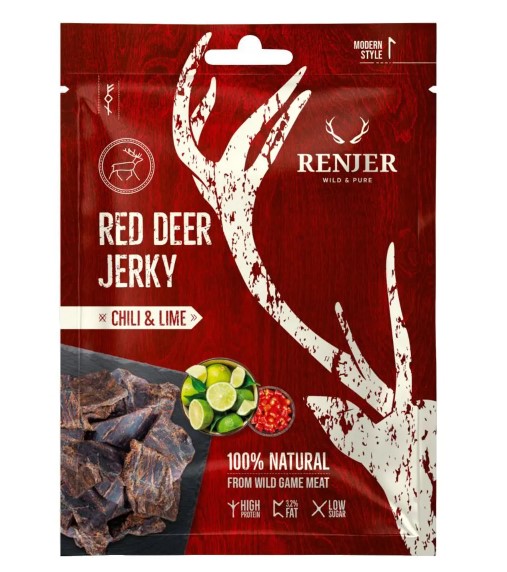 MODERN
STYLE
RENJER
WILD & PURE
RED DEER
JERKY
CHILI & LIME
100% NATURAL
FROM WILD GAME MEAT
HIGH
PROTEIN
3,2%
FAT
LOW
SUGAR